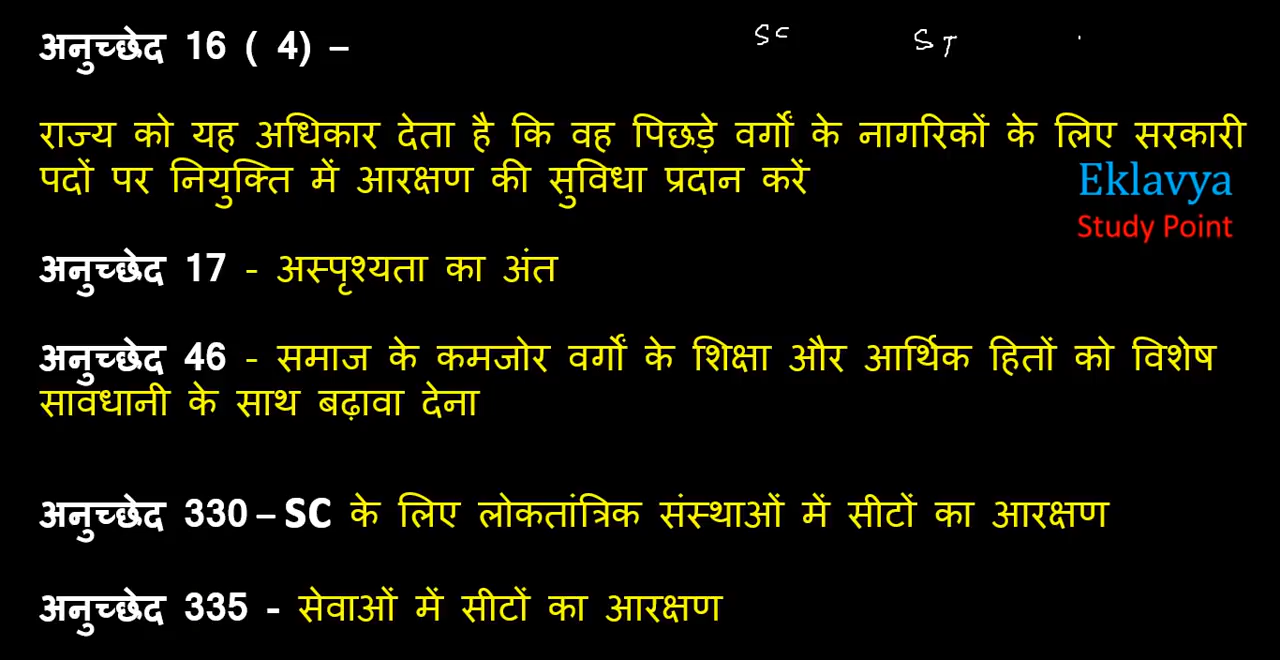 अनुच्छेद 16 ( 4) –
SC ST
राज्य को यह अधिकार देता है कि वह पिछड़े वर्गों के नागरिकों के लिए सरकारी
पदों पर नियुक्ति में आरक्षण की सुविधा प्रदान करें
Eklavya
Study Point
अनुच्छेद 17 - अस्पृश्यता का अंत
अनुच्छेद 46 - समाज के कमजोर वर्गों के शिक्षा और आर्थिक हितों को विशेष
सावधानी के साथ बढ़ावा देना
अनुच्छेद 330 – SC के लिए लोकतांत्रिक संस्थाओं में सीटों का आरक्षण
अनुच्छेद 335 - सेवाओं में सीटों का आरक्षण